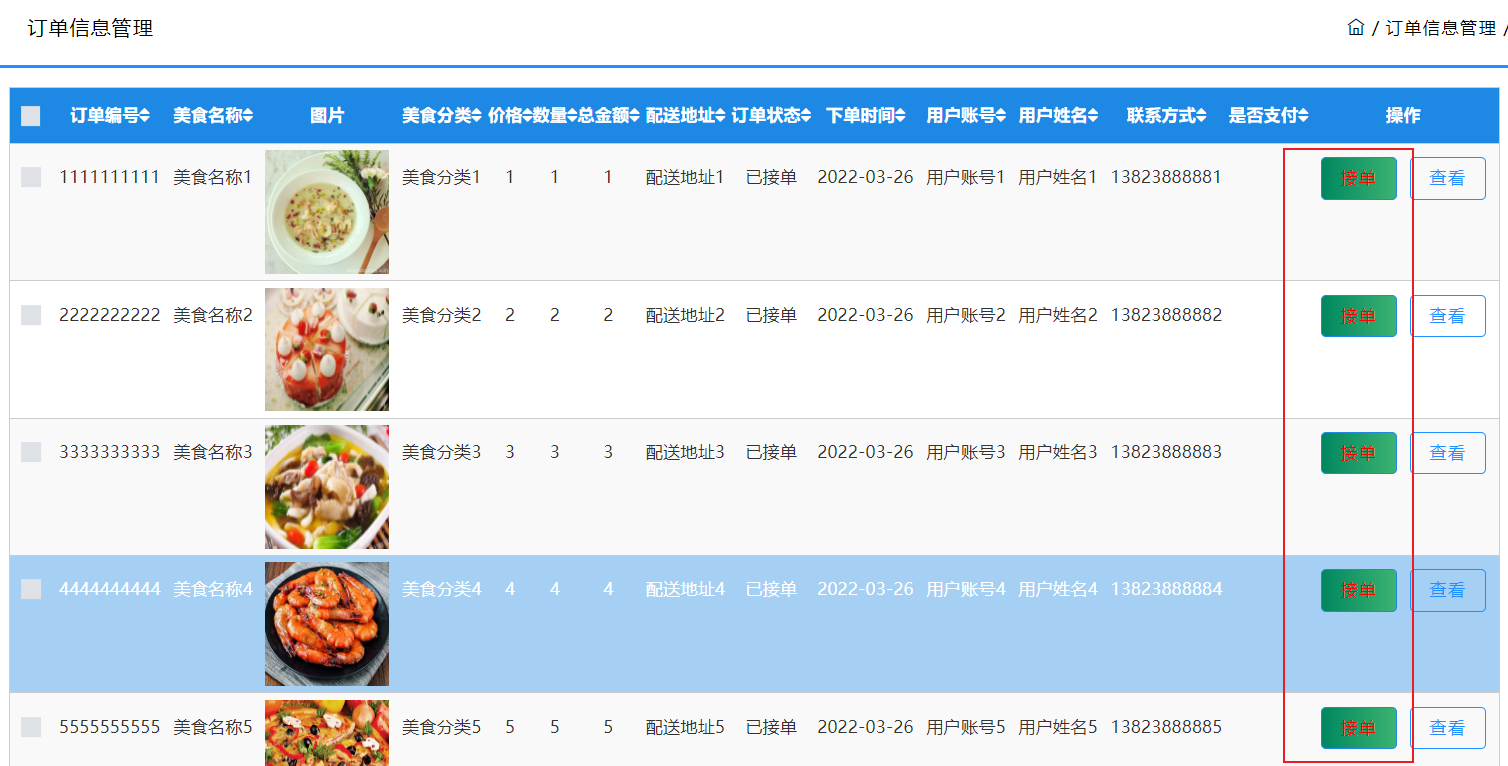 订单信息管理
/ 订单信息管理 /
订单编号 美食名称 图片 美食分类 价格 数量 总金额 配送地址 订单状态 下单时间 用户账号 用户姓名 联系方式 是否支付 操作
1111111111 美食名称1 美食分类1 1 1 1 配送地址1 已接单 2022-03-26 用户账号1 用户姓名1 13823888881 接单 查看
2222222222 美食名称2 美食分类2 2 2 2 配送地址2 已接单 2022-03-26 用户账号2 用户姓名2 13823888882 接单 查看
3333333333 美食名称3 美食分类3 3 3 3 配送地址3 已接单 2022-03-26 用户账号3 用户姓名3 13823888883 接单 查看
4444444444 美食名称4 美食分类4 4 4 4 配送地址4 已接单 2022-03-26 用户账号4 用户姓名4 13823888884 接单 查看
5555555555 美食名称5 美食分类5 5 5 5 配送地址5 已接单 2022-03-26 用户账号5 用户姓名5 13823888885 接单 查看